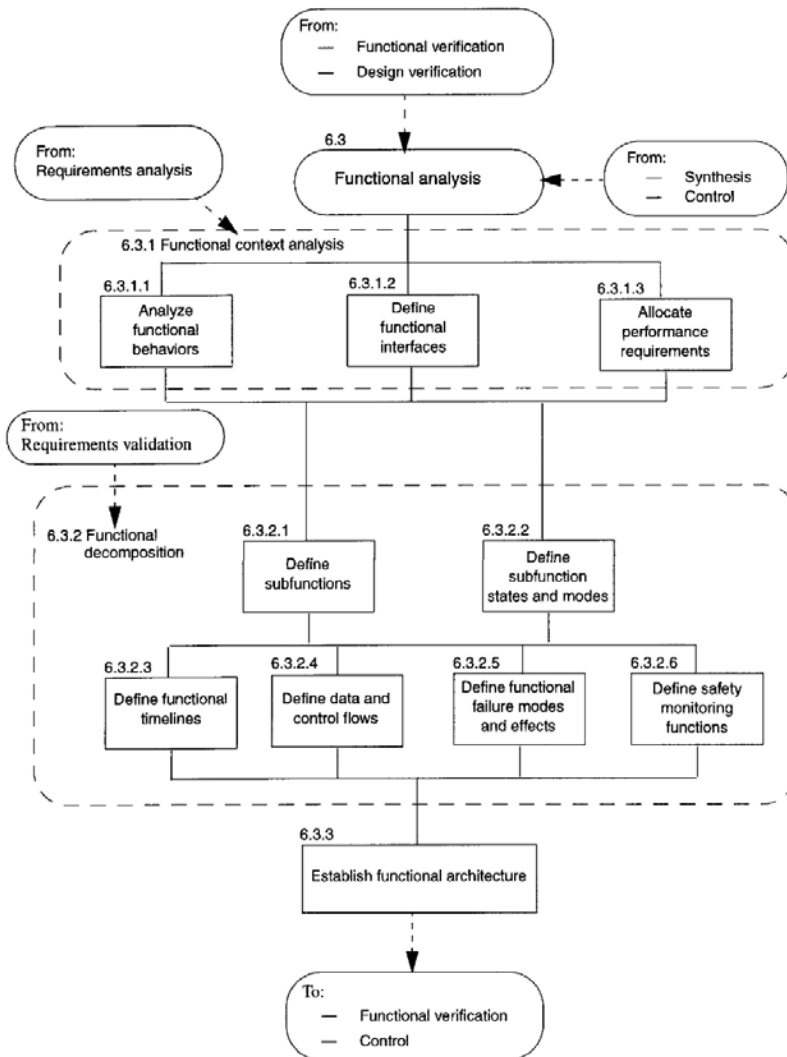 From:
— Functional verification
— Design verification
6.3
Functional analysis
From:
Requirements analysis
From:
— Synthesis
— Control
6.3.1 Functional context analysis
6.3.1.1
Analyze
functional
behaviors
6.3.1.2
Define
functional
interfaces
6.3.1.3
Allocate
performance
requirements
From:
Requirements validation
6.3.2 Functional
decomposition
6.3.2.1
Define
subfunctions
6.3.2.2
Define
subfunction
states and modes
6.3.2.3
Define functional
timelines
6.3.2.4
Define data and
control flows
6.3.2.5
Define functional
failure modes
and effects
6.3.2.6
Define safety
monitoring
functions
6.3.3
Establish functional architecture
To:
— Functional verification
— Control